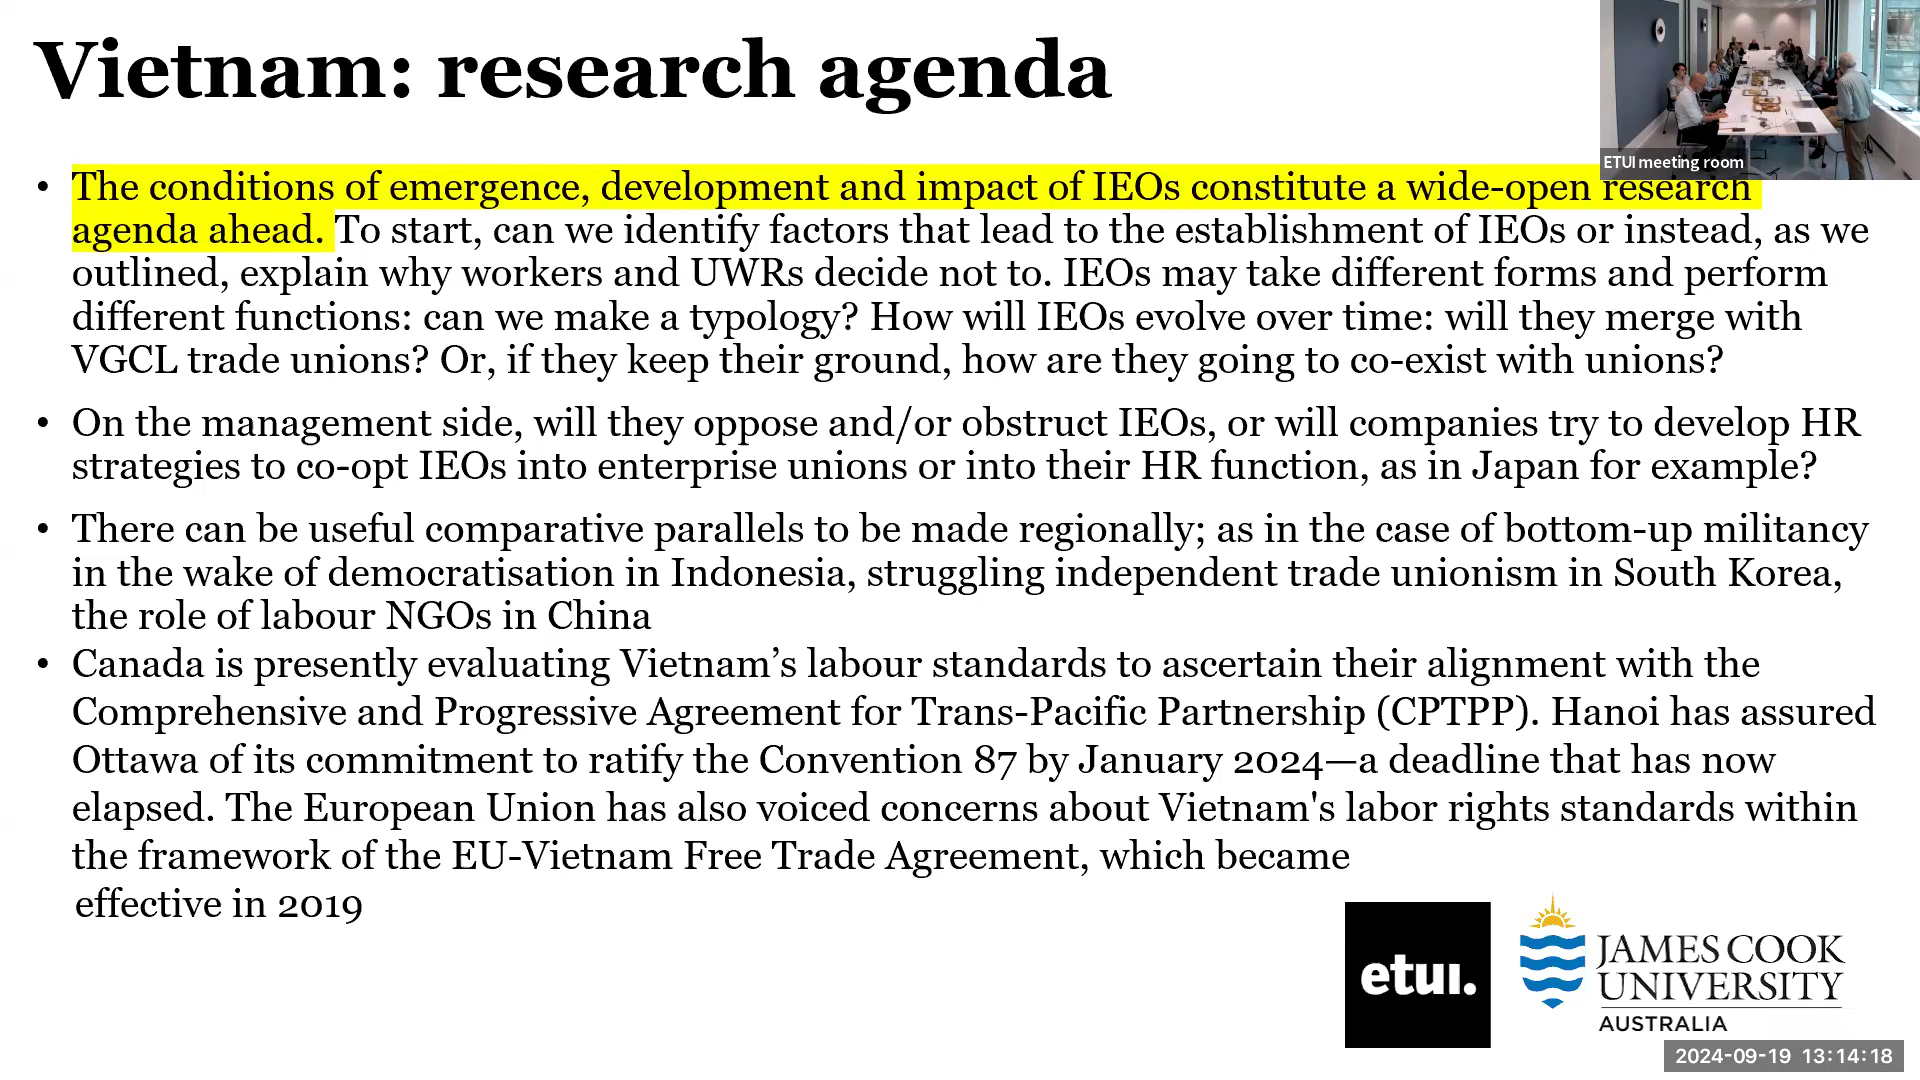 Vietnam: research agenda
ETUI meeting room
• The conditions of emergence, development and impact of IEOs constitute a wide-open research
agenda ahead. To start, can we identify factors that lead to the establishment of IEOs or instead, as we
outlined, explain why workers and UWRs decide not to. IEOs may take different forms and perform
different functions: can we make a typology? How will IEOs evolve over time: will they merge with
VGCL trade unions? Or, if they keep their ground, how are they going to co-exist with unions?
• On the management side, will they oppose and/or obstruct IEOs, or will companies try to develop HR
strategies to co-opt IEOs into enterprise unions or into their HR function, as in Japan for example?
• There can be useful comparative parallels to be made regionally; as in the case of bottom-up militancy
in the wake of democratisation in Indonesia, struggling independent trade unionism in South Korea,
the role of labour NGOs in China
• Canada is presently evaluating Vietnam’s labour standards to ascertain their alignment with the
Comprehensive and Progressive Agreement for Trans-Pacific Partnership (CPTPP). Hanoi has assured
Ottawa of its commitment to ratify the Convention 87 by January 2024—a deadline that has now
elapsed. The European Union has also voiced concerns about Vietnam's labor rights standards within
the framework of the EU-Vietnam Free Trade Agreement, which became
effective in 2019
etui.
JAMES COOK
UNIVERSITY
AUSTRALIA
2024-09-19 13:14:18